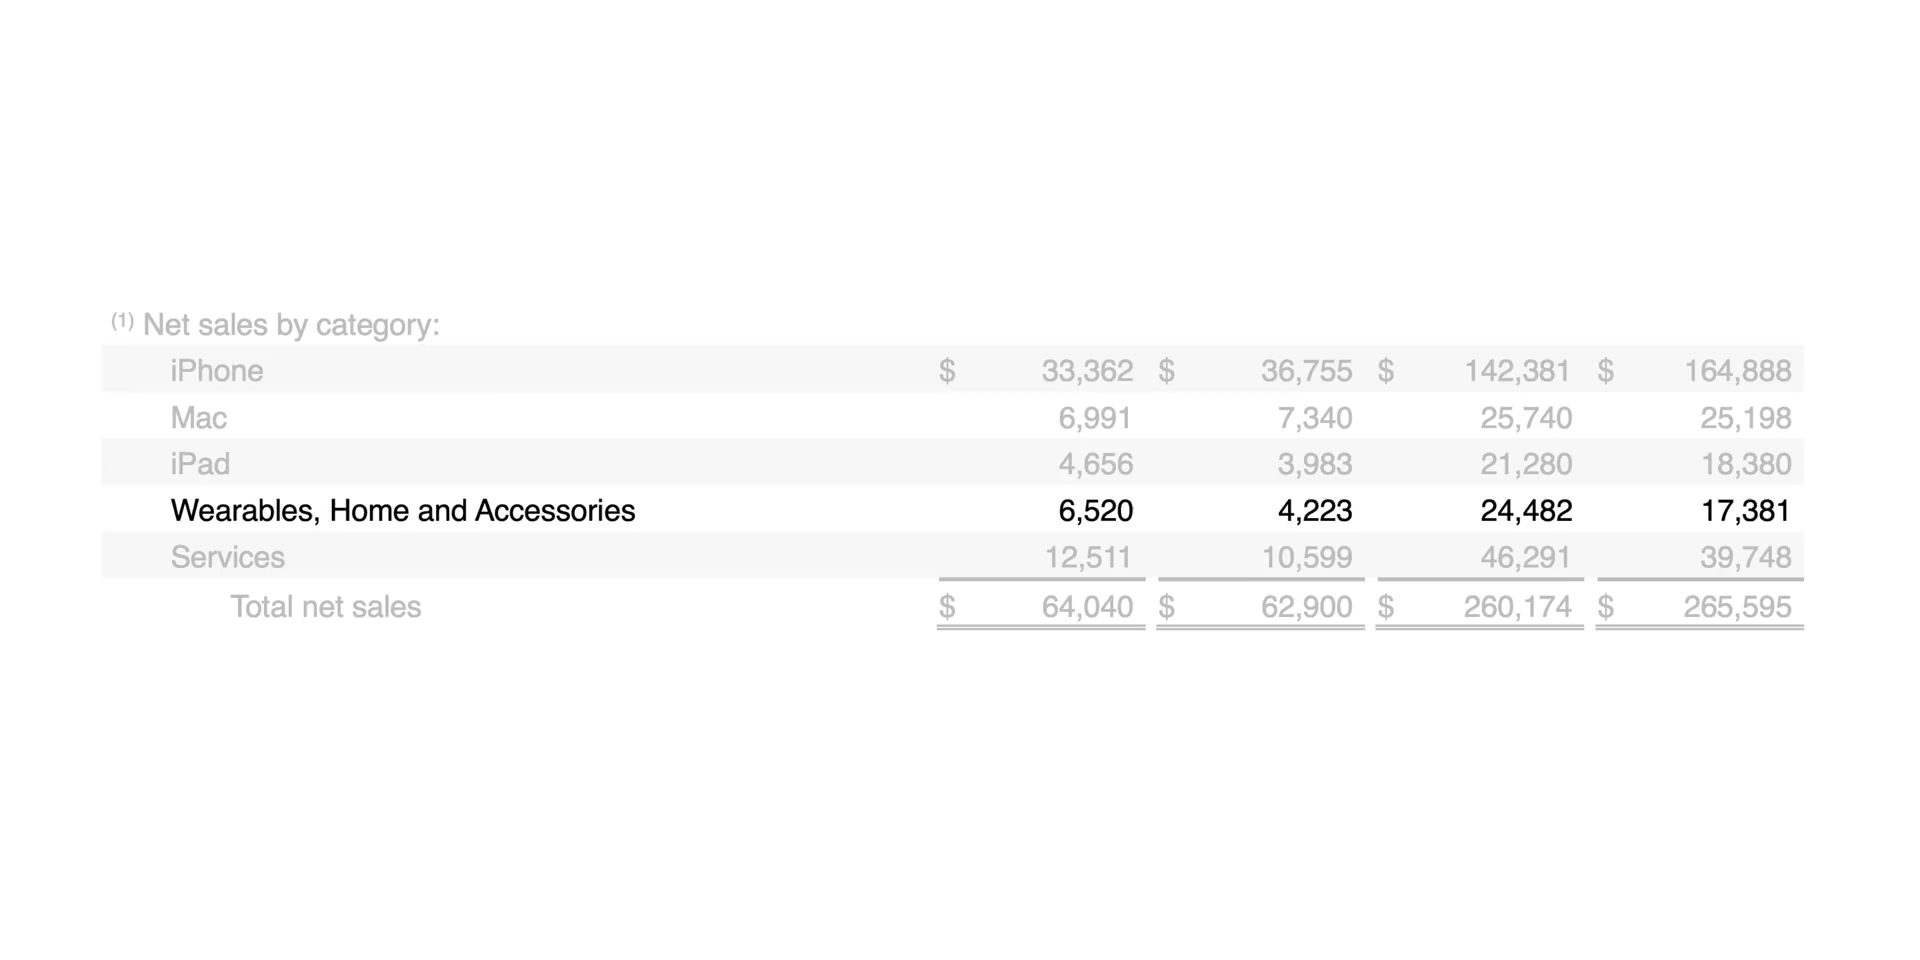 (1) Net sales by category:
iPhone $ 33,362 $ 36,755 $ 142,381 $ 164,888
Mac 6,991 7,340 25,740 25,198
iPad 4,656 3,983 21,280 18,380
Wearables, Home and Accessories 6,520 4,223 24,482 17,381
Services 12,511 10,599 46,291 39,748
Total net sales $ 64,040 $ 62,900 $ 260,174 $ 265,595